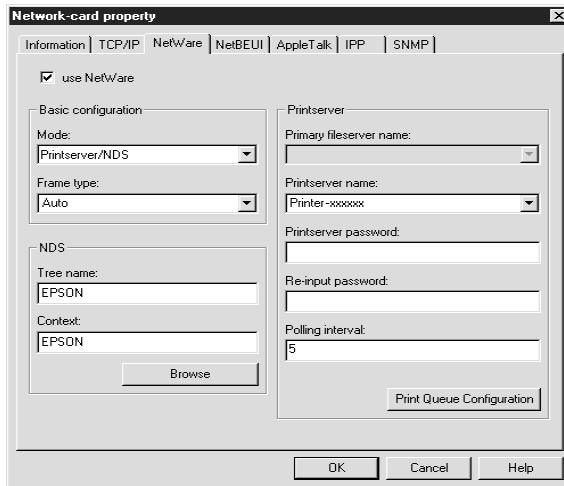 Network-card property
Information TCP/IP NetWare NetBEUI AppleTalk IPP SNMP
use NetWare
Basic configuration
Mode:
Printserver/NDS
Frame type:
Auto
NDS
Tree name:
EPSON
Context:
EPSON
Browse
Printserver
Primary fileserver name:
Printserver name:
Printer-xxxxxx
Printserver password:
Re-input password:
Polling interval:
5
Print Queue Configuration
OK Cancel Help